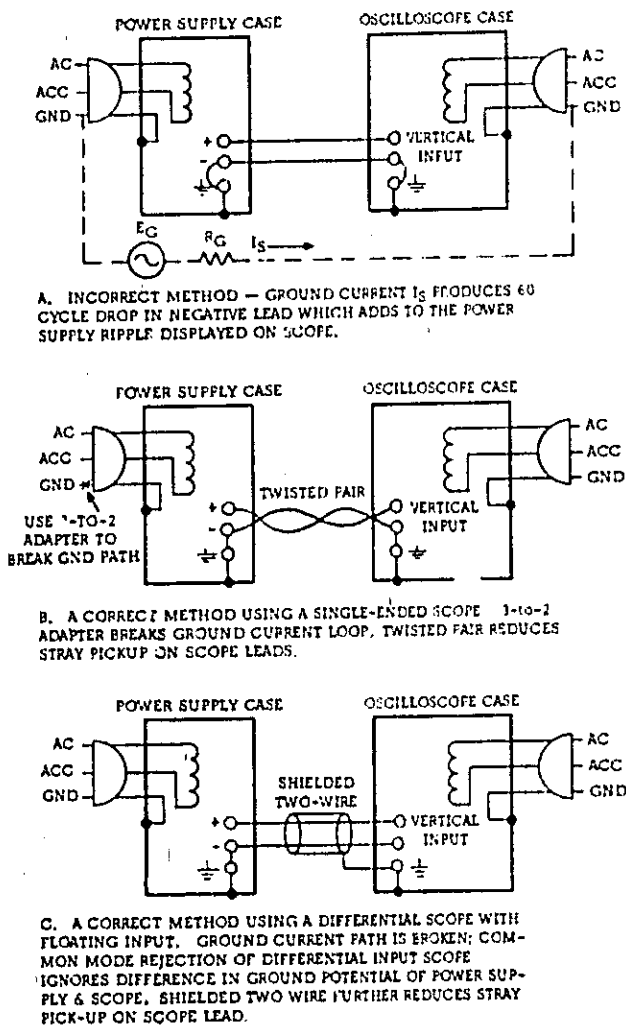 POWER SUPPLY CASE
OSCILLOSCOPE CASE
AC
ACC
GND
AC
ACC
GND
+
-
VERTICAL
INPUT
EG
RG
IS
A. INCORRECT METHOD — GROUND CURRENT IS PRODUCES 60
CYCLE DROP IN NEGATIVE LEAD WHICH ADDS TO THE POWER
SUPPLY RIPPLE DISPLAYED ON SCOPE.
POWER SUPPLY CASE
OSCILLOSCOPE CASE
AC
ACC
GND
AC
ACC
GND
USE -TO-2
ADAPTER TO
BREAK GND PATH
+
-
TWISTED PAIR
VERTICAL
INPUT
B. A CORRECT METHOD USING A SINGLE-ENDED SCOPE 3-to-2
ADAPTER BREAKS GROUND CURRENT LOOP, TWISTED PAIR REDUCES
STRAY PICKUP ON SCOPE LEADS.
POWER SUPPLY CASE
OSCILLOSCOPE CASE
AC
ACC
GND
AC
ACC
GND
SHIELDED
TWO-WIRE
+
-
VERTICAL
INPUT
C. A CORRECT METHOD USING A DIFFERENTIAL SCOPE WITH
FLOATING INPUT. GROUND CURRENT PATH IS BROKEN; COM-
MON MODE REJECTION OF DIFFERENTIAL INPUT SCOPE
IGNORES DIFFERENCE IN GROUND POTENTIAL OF POWER SUP-
PLY & SCOPE, SHIELDED TWO WIRE FURTHER REDUCES STRAY
PICK-UP ON SCOPE LEAD.